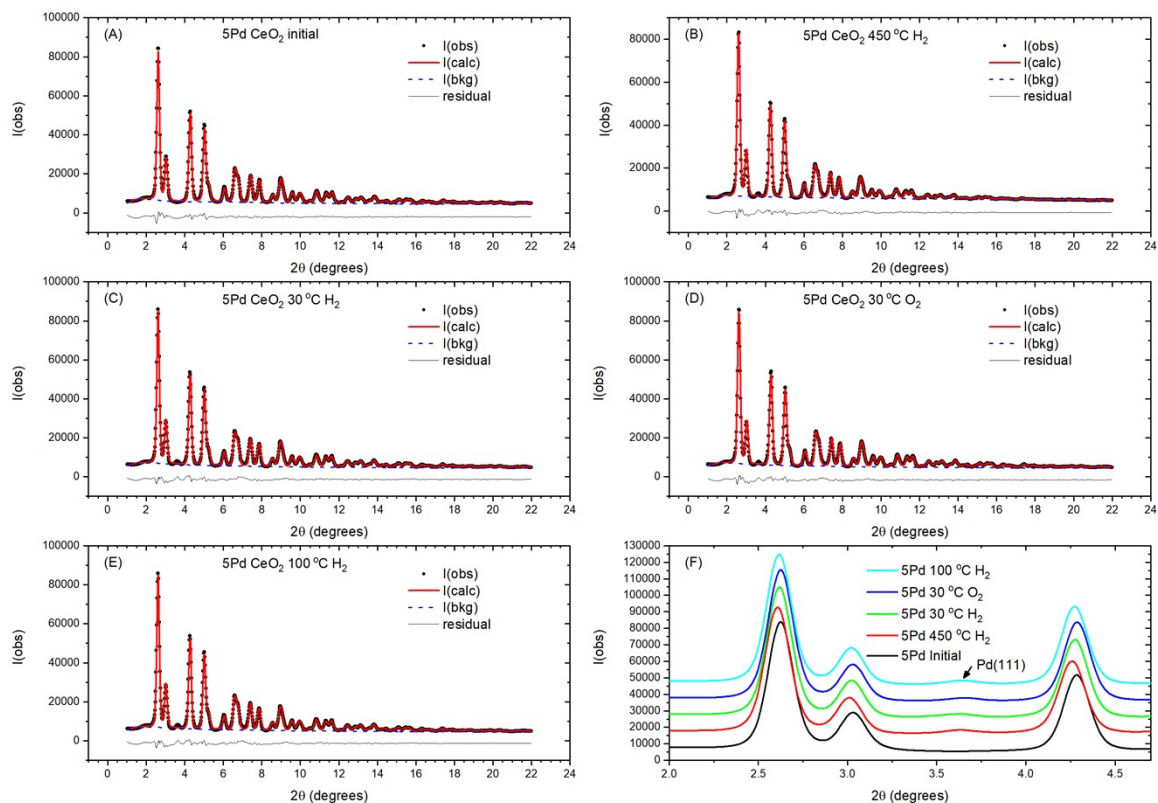 (A) 5Pd CeO₂ initial
I(obs)
I(calc)
I(bkg)
residual
100000
80000
60000
40000
20000
0
I(obs)
0 2 4 6 8 10 12 14 16 18 20 22 24
2θ (degrees)
(B) 5Pd CeO₂ 450 °C H₂
I(obs)
I(calc)
I(bkg)
residual
80000
60000
40000
20000
0
I(obs)
0 2 4 6 8 10 12 14 16 18 20 22 24
2θ (degrees)
(C) 5Pd CeO₂ 30 °C H₂
I(obs)
I(calc)
I(bkg)
residual
100000
80000
60000
40000
20000
0
I(obs)
0 2 4 6 8 10 12 14 16 18 20 22 24
2θ (degrees)
(D) 5Pd CeO₂ 30 °C O₂
I(obs)
I(calc)
I(bkg)
residual
100000
80000
60000
40000
20000
0
I(obs)
0 2 4 6 8 10 12 14 16 18 20 22 24
2θ (degrees)
(E) 5Pd CeO₂ 100 °C H₂
I(obs)
I(calc)
I(bkg)
residual
100000
80000
60000
40000
20000
0
I(obs)
0 2 4 6 8 10 12 14 16 18 20 22 24
2θ (degrees)
(F)
5Pd 100 °C H₂
5Pd 30 °C O₂
5Pd 30 °C H₂
5Pd 450 °C H₂
5Pd Initial
Pd(111)
130000
120000
110000
100000
90000
80000
70000
60000
50000
40000
30000
20000
10000
0
I(obs)
2.0 2.5 3.0 3.5 4.0 4.5
2θ (degrees)